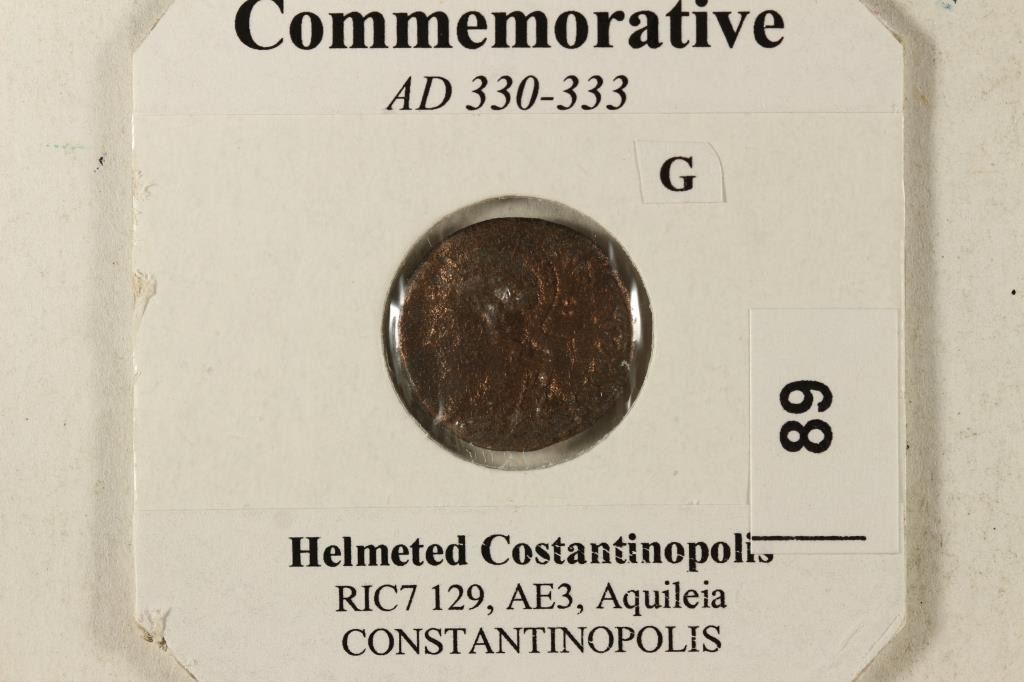 Commemorative
AD 330-333
G
89
Helmeted Costantinopolis
RIC7 129, AE3, Aquileia
CONSTANTINOPOLIS